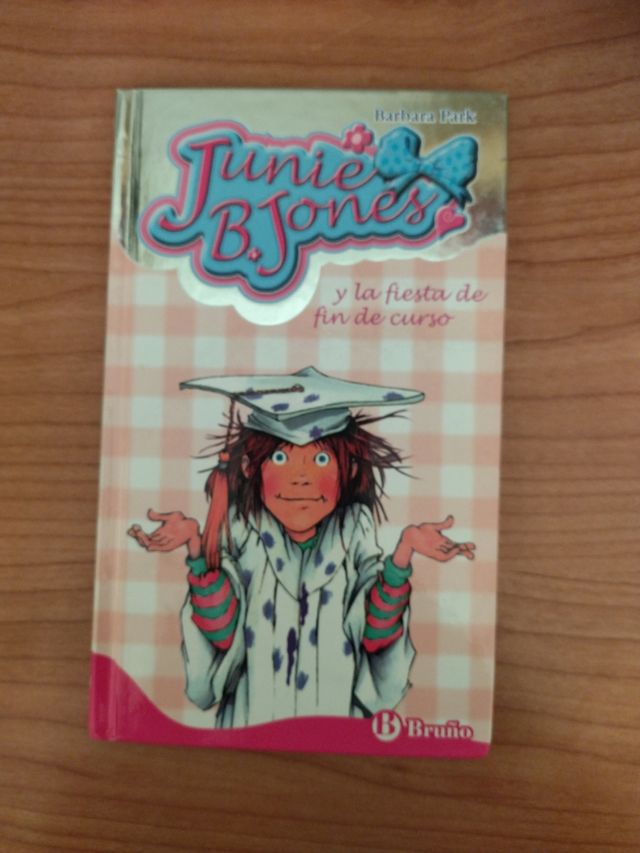 Barbara Park
Junie
B. Jones
y la fiesta de
fin de curso
B Bruño